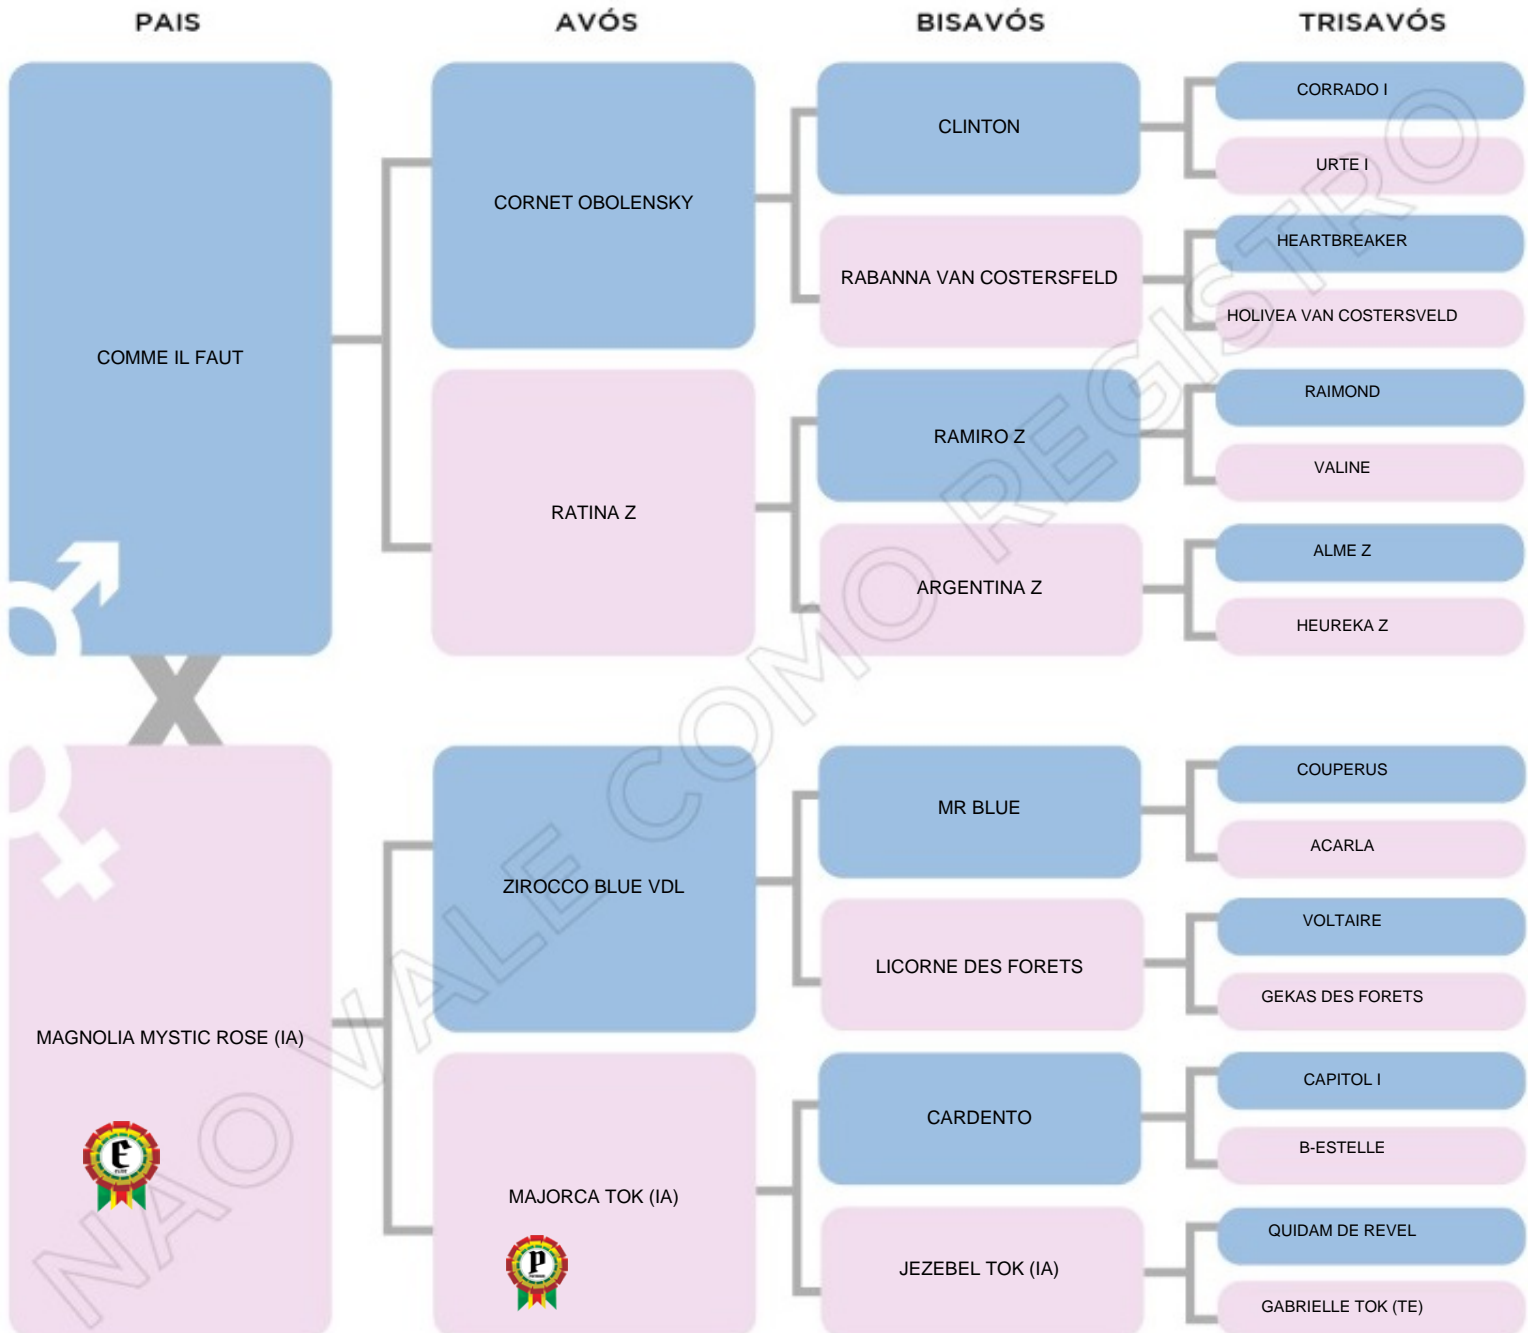 PAIS
AVÓS
BISAVÓS
TRISAVÓS
COMME IL FAUT
CORNET OBOLENSKY
RATINA Z
CLINTON
RABANNA VAN COSTERSFELD
RAMIRO Z
ARGENTINA Z
CORRADO I
URTE I
HEARTBREAKER
HOLIVEA VAN COSTERSVELD
RAIMOND
VALINE
ALME Z
HEUREKA Z
X
MAGNOLIA MYSTIC ROSE (IA)
E
ZIROCCO BLUE VDL
MAJORCA TOK (IA)
P
MR BLUE
LICORNE DES FORETS
CARDENTO
JEZEBEL TOK (IA)
COUPERUS
ACARLA
VOLTAIRE
GEKAS DES FORETS
CAPITOL I
B-ESTELLE
QUIDAM DE REVEL
GABRIELLE TOK (TE)
NAO VALE COMO REGISTRO